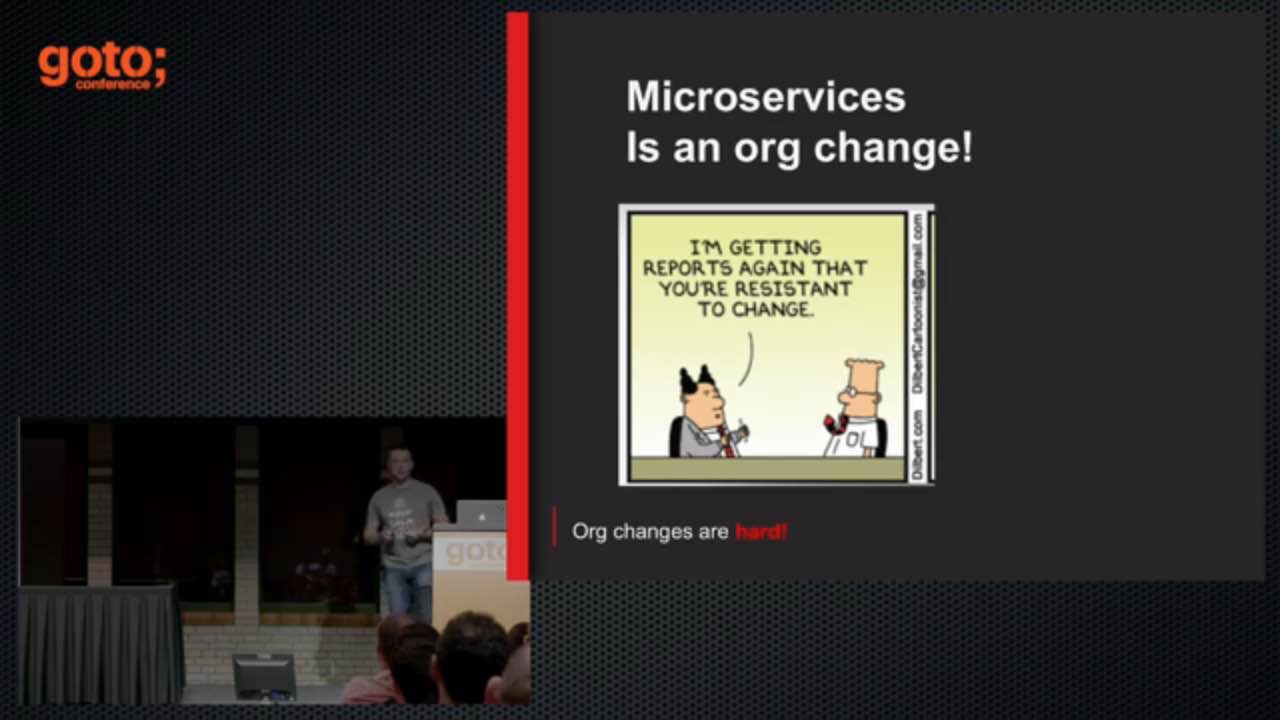 goto;
conference
Microservices
Is an org change!
I'M GETTING
REPORTS AGAIN THAT
YOU'RE RESISTANT
TO CHANGE.
Dilbert.com DilbertCartoonist@gmail.com
Org changes are hard!
goto